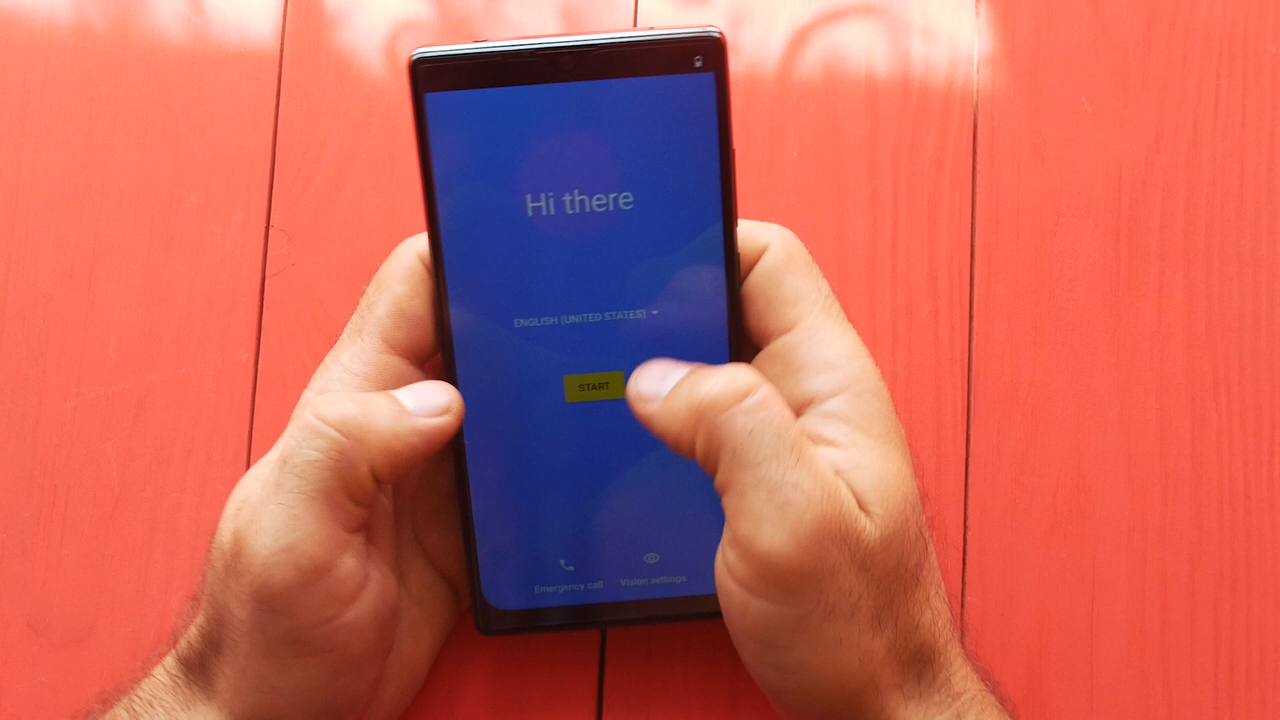 Hi there
ENGLISH (UNITED STATES)
START
Emergency call
Vision settings